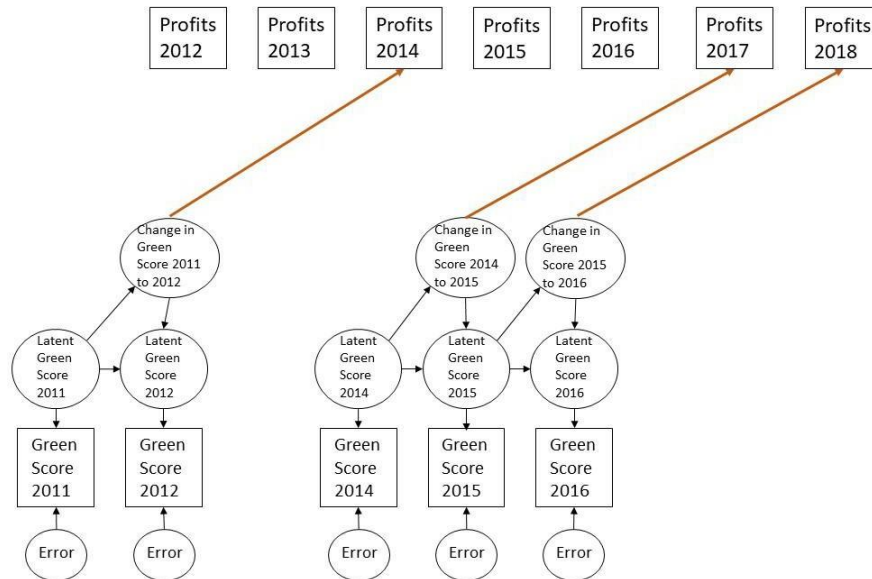 Profits
2012
Profits
2013
Profits
2014
Profits
2015
Profits
2016
Profits
2017
Profits
2018
Change in
Green
Score 2011
to 2012
Change in
Green
Score 2014
to 2015
Change in
Green
Score 2015
to 2016
Latent
Green
Score
2011
Latent
Green
Score
2012
Latent
Green
Score
2014
Latent
Green
Score
2015
Latent
Green
Score
2016
Green
Score
2011
Green
Score
2012
Green
Score
2014
Green
Score
2015
Green
Score
2016
Error
Error
Error
Error
Error